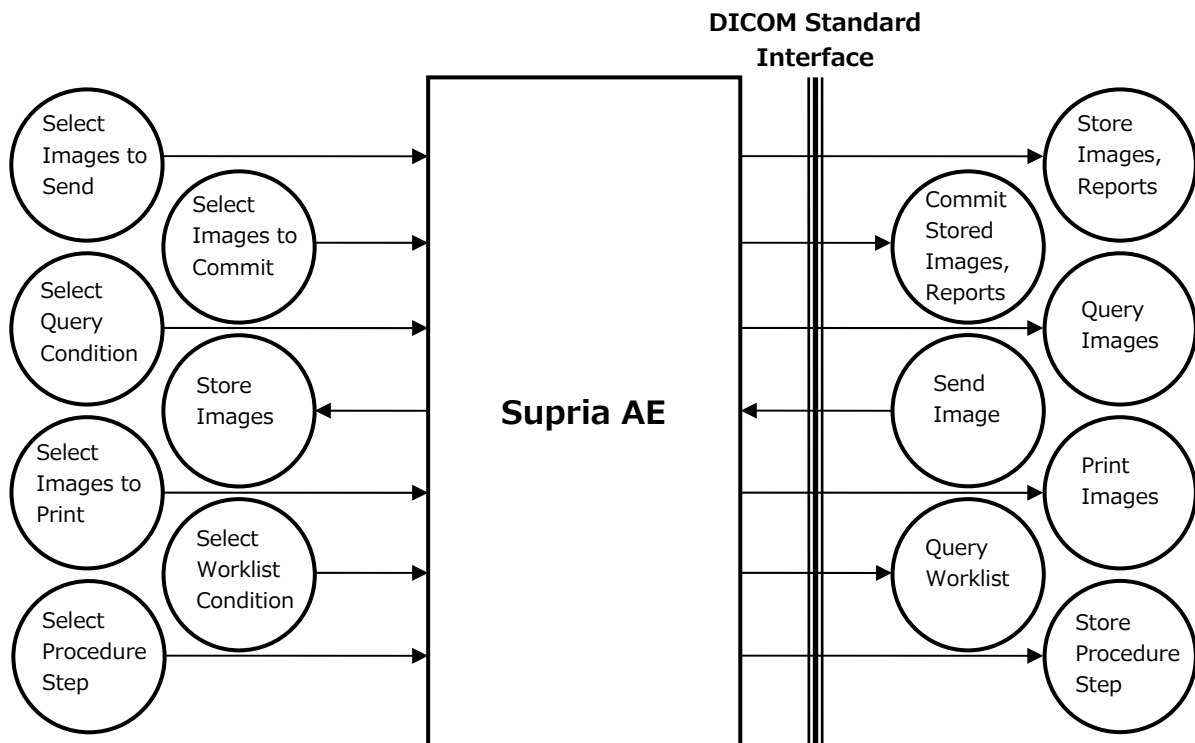 DICOM Standard
Interface
Select
Images to
Send
Store
Images,
Reports
Select
Images to
Commit
Commit
Stored
Images,
Reports
Select
Query
Condition
Query
Images
Store
Images
Supria AE
Send
Image
Select
Images to
Print
Print
Images
Select
Worklist
Condition
Query
Worklist
Select
Procedure
Step
Store
Procedure
Step